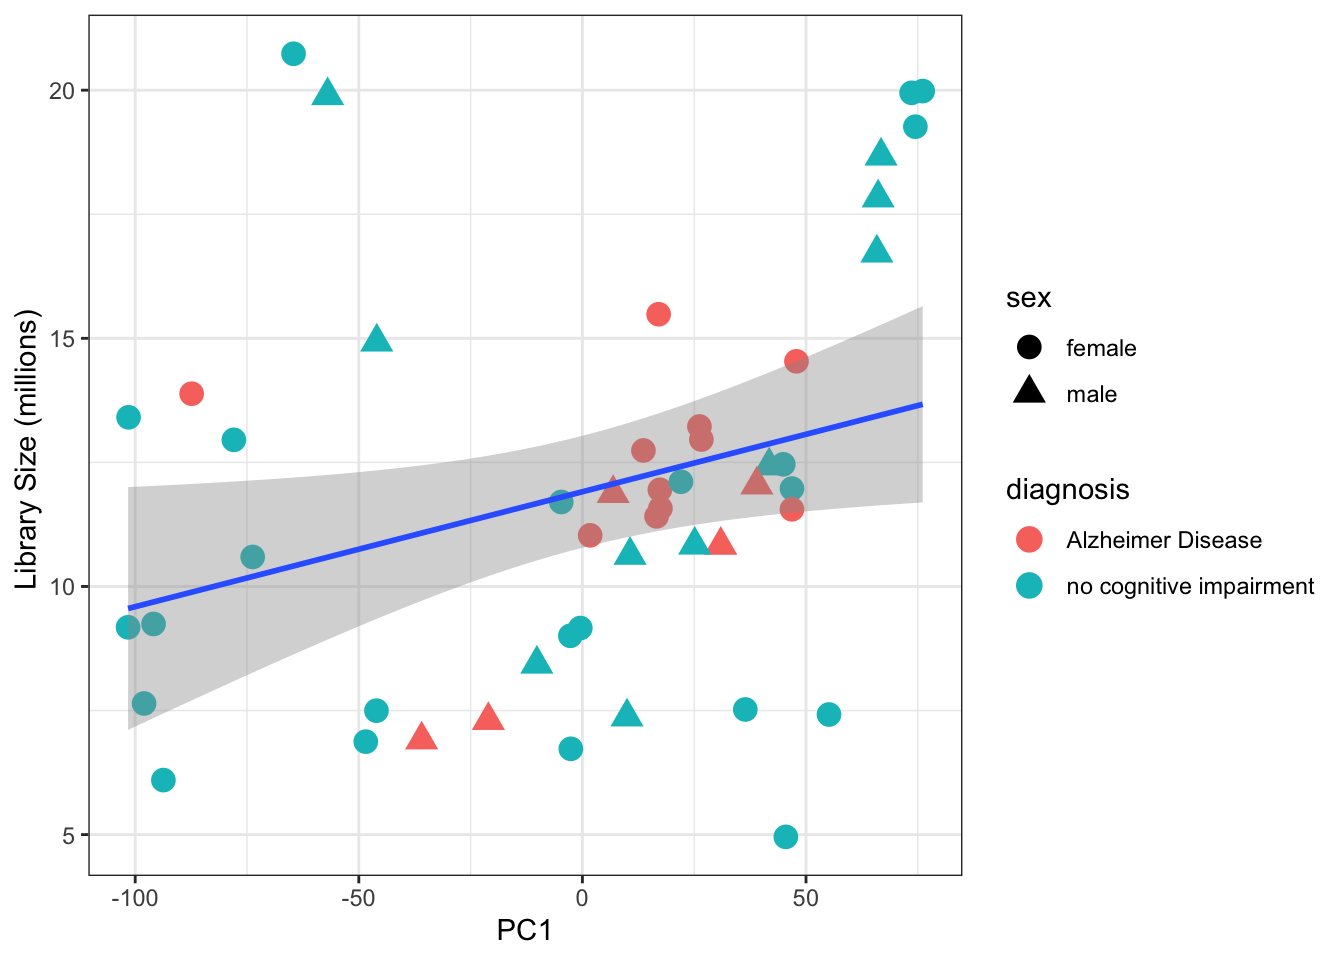 20
15
10
5
Library Size (millions)
-100
-50
0
50
PC1
sex
female
male
diagnosis
Alzheimer Disease
no cognitive impairment